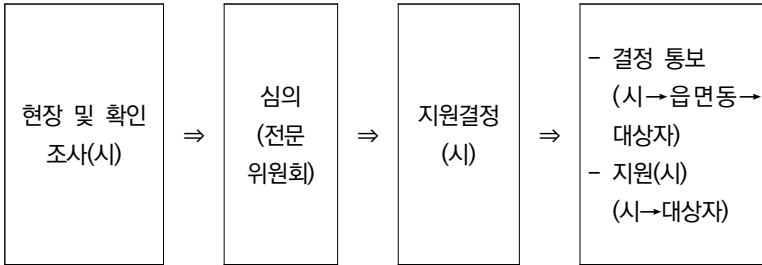 현장 및 확인
조사(시)
⇒
심의
(전문
위원회)
⇒
지원결정
(시)
⇒
- 결정 통보
(시→읍면동→
대상자)
- 지원(시)
(시→대상자)